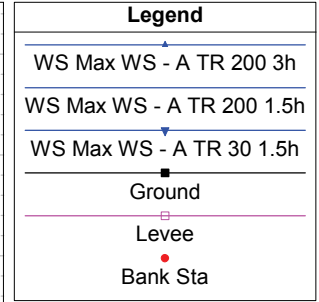 Legend
WS Max WS - A TR 200 3h
WS Max WS - A TR 200 1.5h
WS Max WS - A TR 30 1.5h
Ground
Levee
Bank Sta